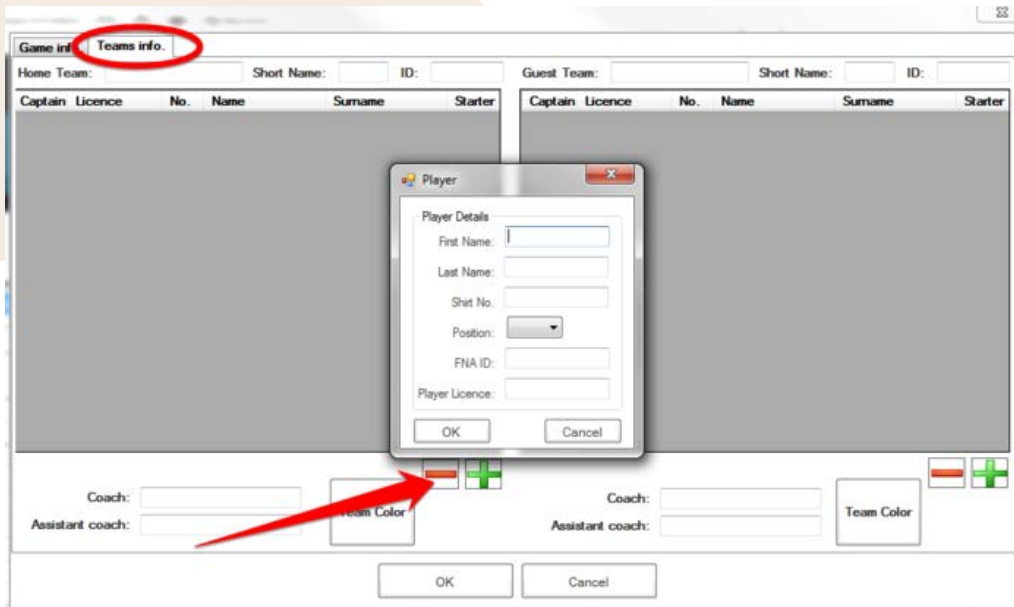 Game inf Teams info.
Home Team: Short Name: ID: Guest Team: Short Name: ID:
Captain Licence No. Name Surname Starter Captain Licence No. Name Surname Starter
Player
Player Details
First Name:
Last Name:
Shirt No.
Position:
FNA ID:
Player Licence:
OK Cancel
Coach: Team Color Coach: Team Color
Assistant coach: Assistant coach:
OK Cancel